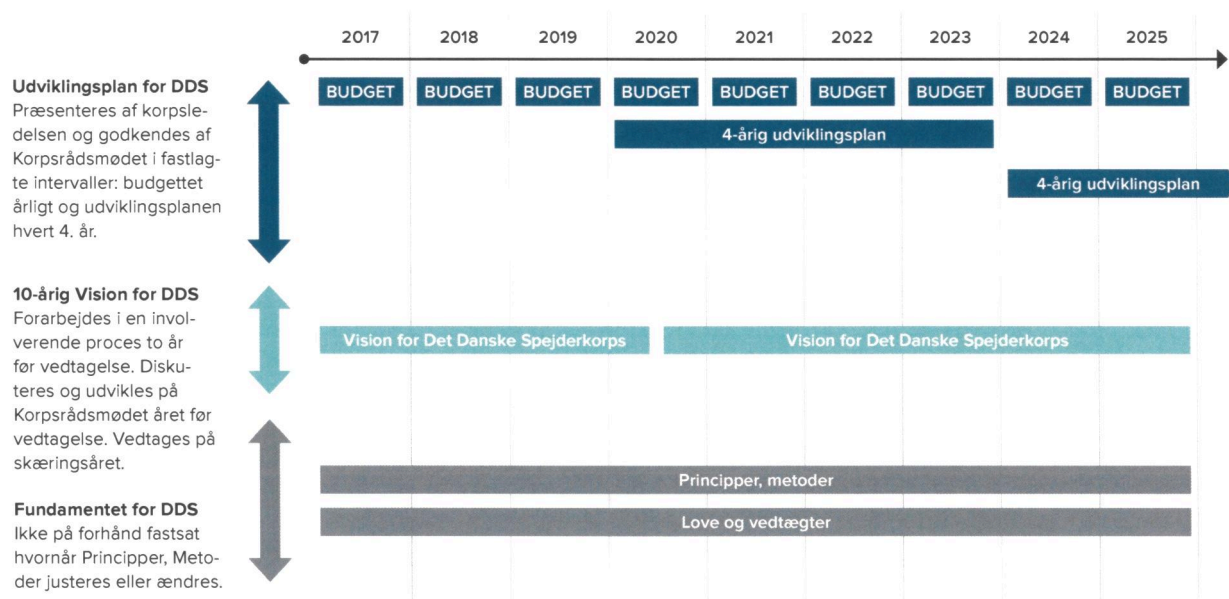 2017 2018 2019 2020 2021 2022 2023 2024 2025
Udviklingsplan for DDS
Præsenteres af korpsle-
delsen og godkendes af
Korpsrådsmødet i fastlag-
te intervaller: budgettet
årligt og udviklingsplanen
hvert 4. år.
BUDGET BUDGET BUDGET BUDGET BUDGET BUDGET BUDGET BUDGET BUDGET
4-årig udviklingsplan
4-årig udviklingsplan
10-årig Vision for DDS
Forarbejdes i en invol-
verende proces to år
før vedtagelse. Disku-
teres og udvikles på
Korpsrådsmødet året før
vedtagelse. Vedtages på
skæringsåret.
Vision for Det Danske Spejderkorps
Vision for Det Danske Spejderkorps
Fundamentet for DDS
Ikke på forhånd fastsat
hvornår Principper, Meto-
der justeres eller ændres.
Principper, metoder
Love og vedtægter